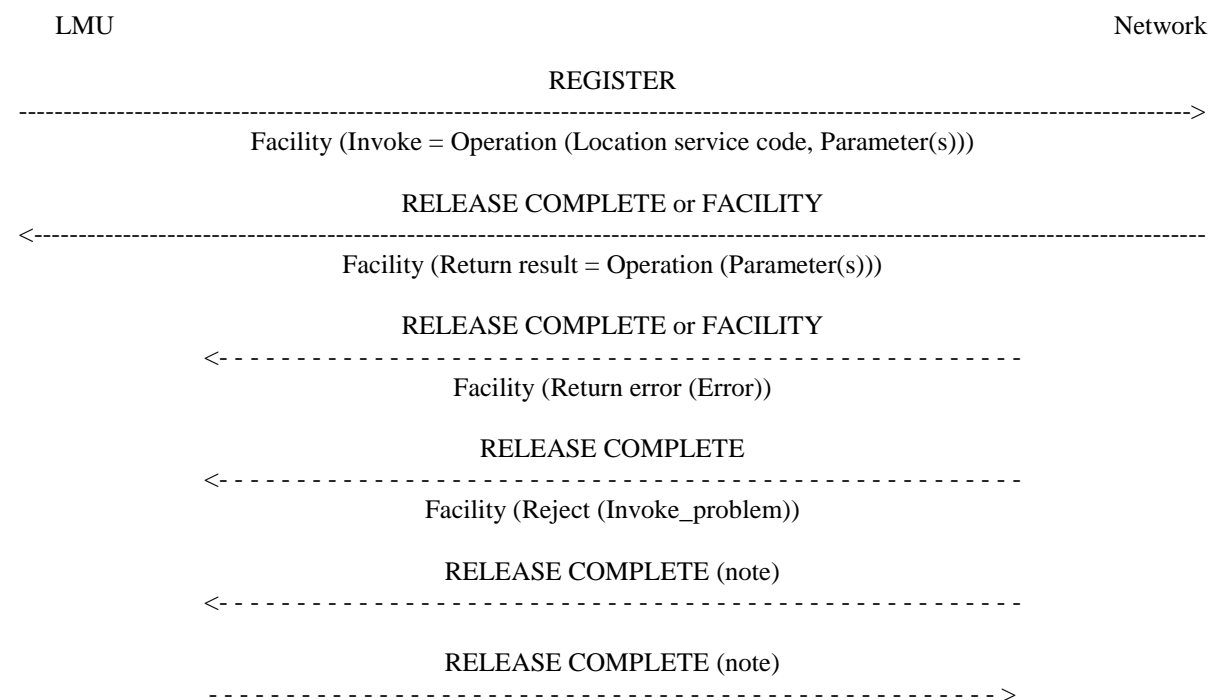 LMU Network
REGISTER
------------------------------------------------------------------------------------------------------------------------------------>
Facility (Invoke = Operation (Location service code, Parameter(s)))
RELEASE COMPLETE or FACILITY
<------------------------------------------------------------------------------------------------------------------------------------
Facility (Return result = Operation (Parameter(s)))
RELEASE COMPLETE or FACILITY
<- - - - - - - - - - - - - - - - - - - - - - - - - - - - - - - - - - - - - - - - - - - - - - - - - - - -
Facility (Return error (Error))
RELEASE COMPLETE
<- - - - - - - - - - - - - - - - - - - - - - - - - - - - - - - - - - - - - - - - - - - - - - - - - - - -
Facility (Reject (Invoke_problem))
RELEASE COMPLETE (note)
<- - - - - - - - - - - - - - - - - - - - - - - - - - - - - - - - - - - - - - - - - - - - - - - - - - - -
RELEASE COMPLETE (note)
- - - - - - - - - - - - - - - - - - - - - - - - - - - - - - - - - - - - - - - - - - - - - - - - - - - >